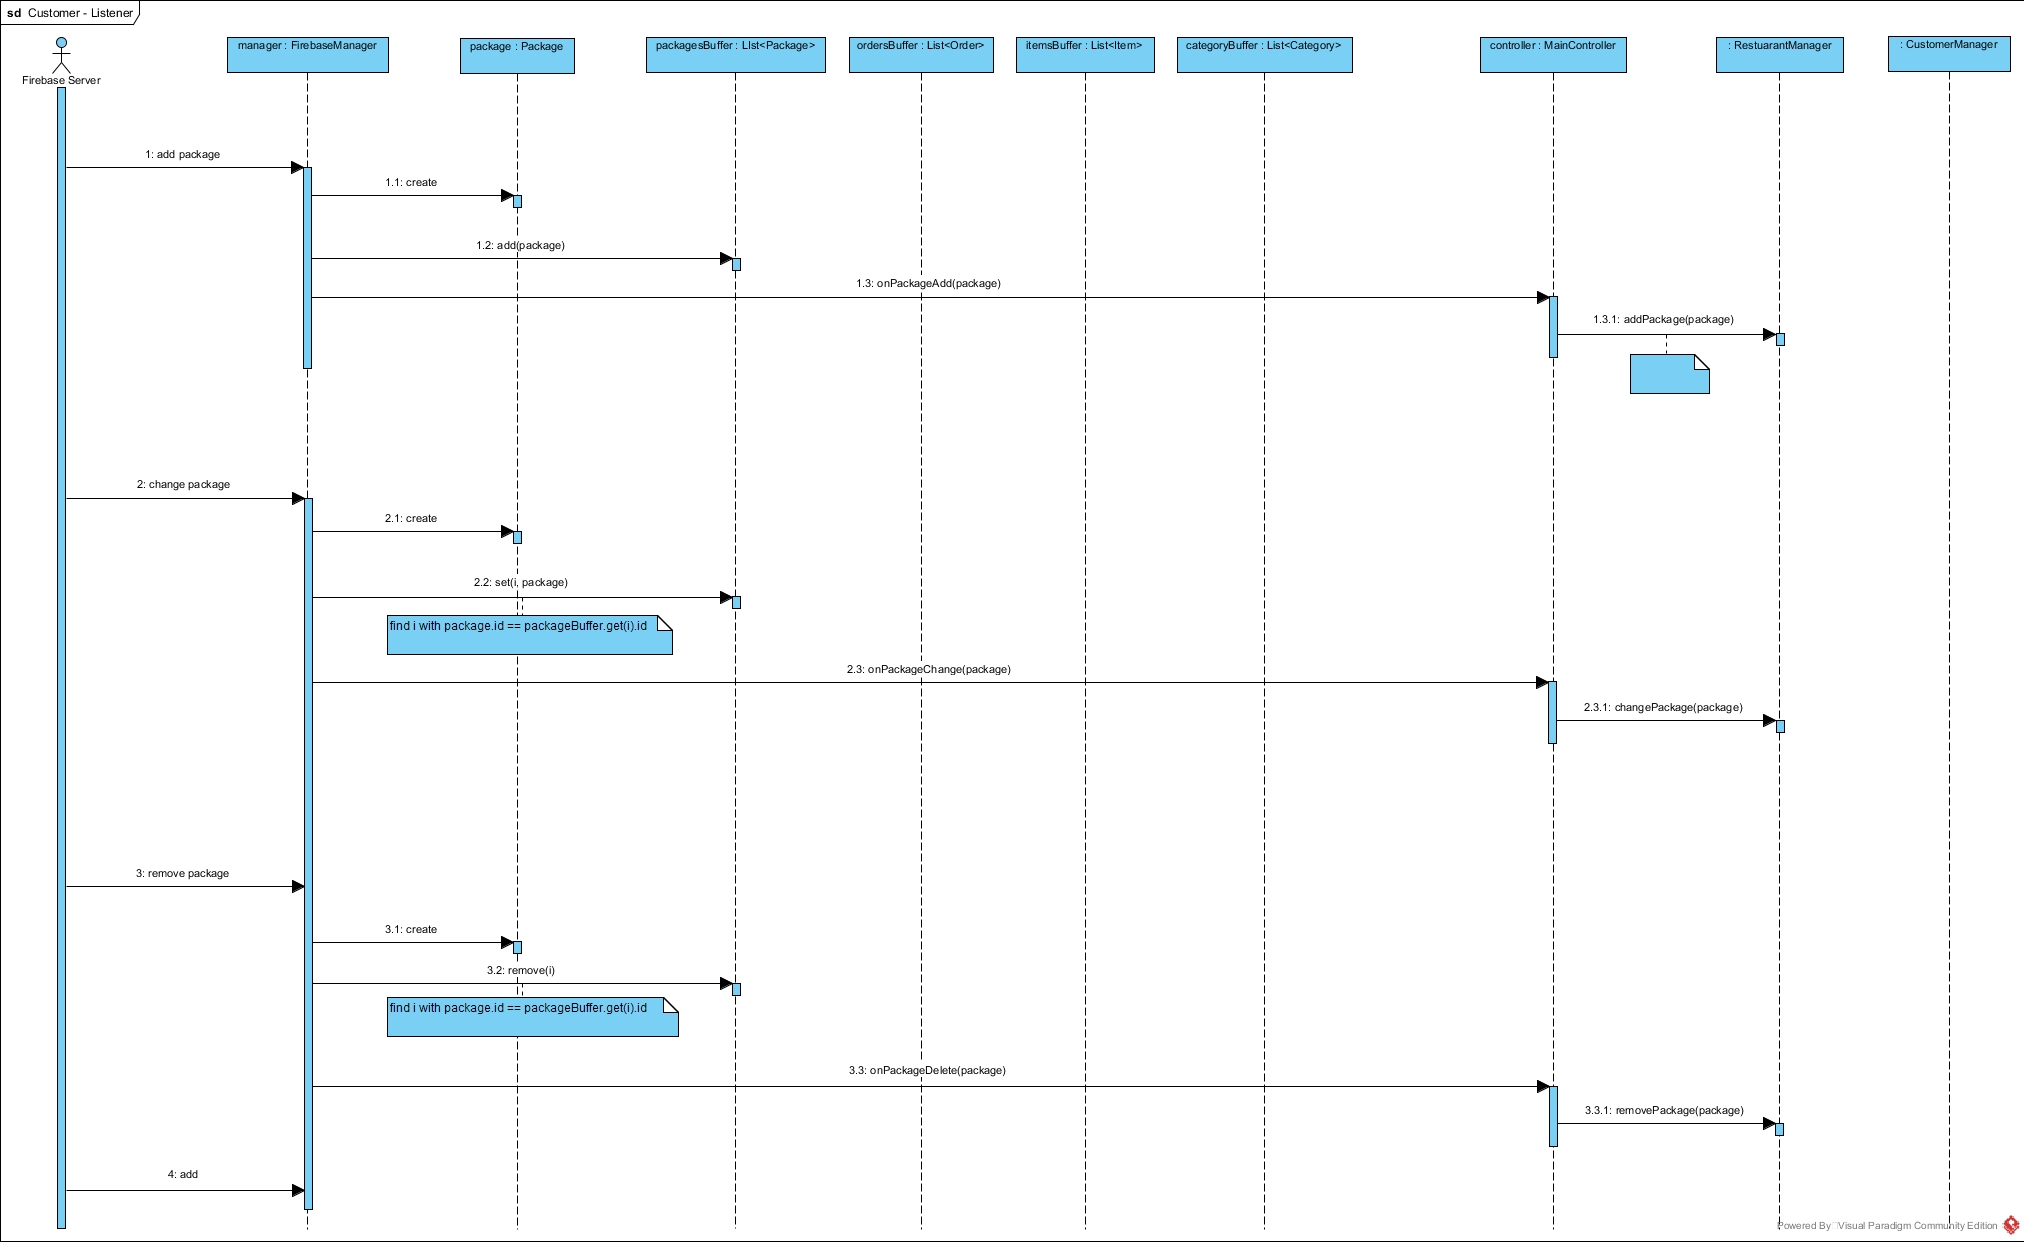 sd Customer - Listener
Firebase Server
manager : FirebaseManager
package : Package
packagesBuffer : LIst<Package>
ordersBuffer : List<Order>
itemsBuffer : List<Item>
categoryBuffer : List<Category>
controller : MainController
: RestuarantManager
: CustomerManager
1: add package
1.1: create
1.2: add(package)
1.3: onPackageAdd(package)
1.3.1: addPackage(package)
2: change package
2.1: create
2.2: set(i, package)
find i with package.id == packageBuffer.get(i).id
2.3: onPackageChange(package)
2.3.1: changePackage(package)
3: remove package
3.1: create
3.2: remove(i)
find i with package.id == packageBuffer.get(i).id
3.3: onPackageDelete(package)
3.3.1: removePackage(package)
4: add
Powered By Visual Paradigm Community Edition